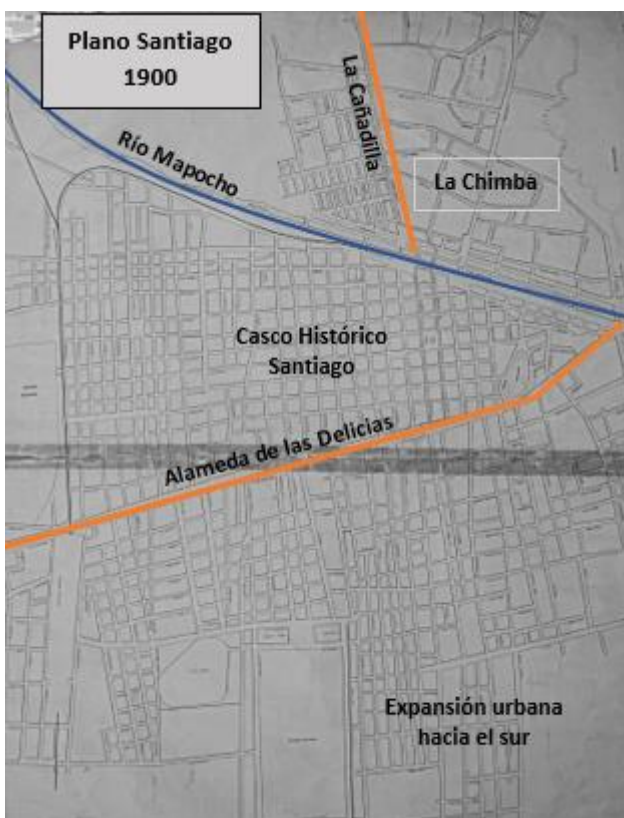 Plano Santiago
1900
La Cañadilla
Río Mapocho
La Chimba
Casco Histórico
Santiago
Alameda de las Delicias
Expansión urbana
hacia el sur